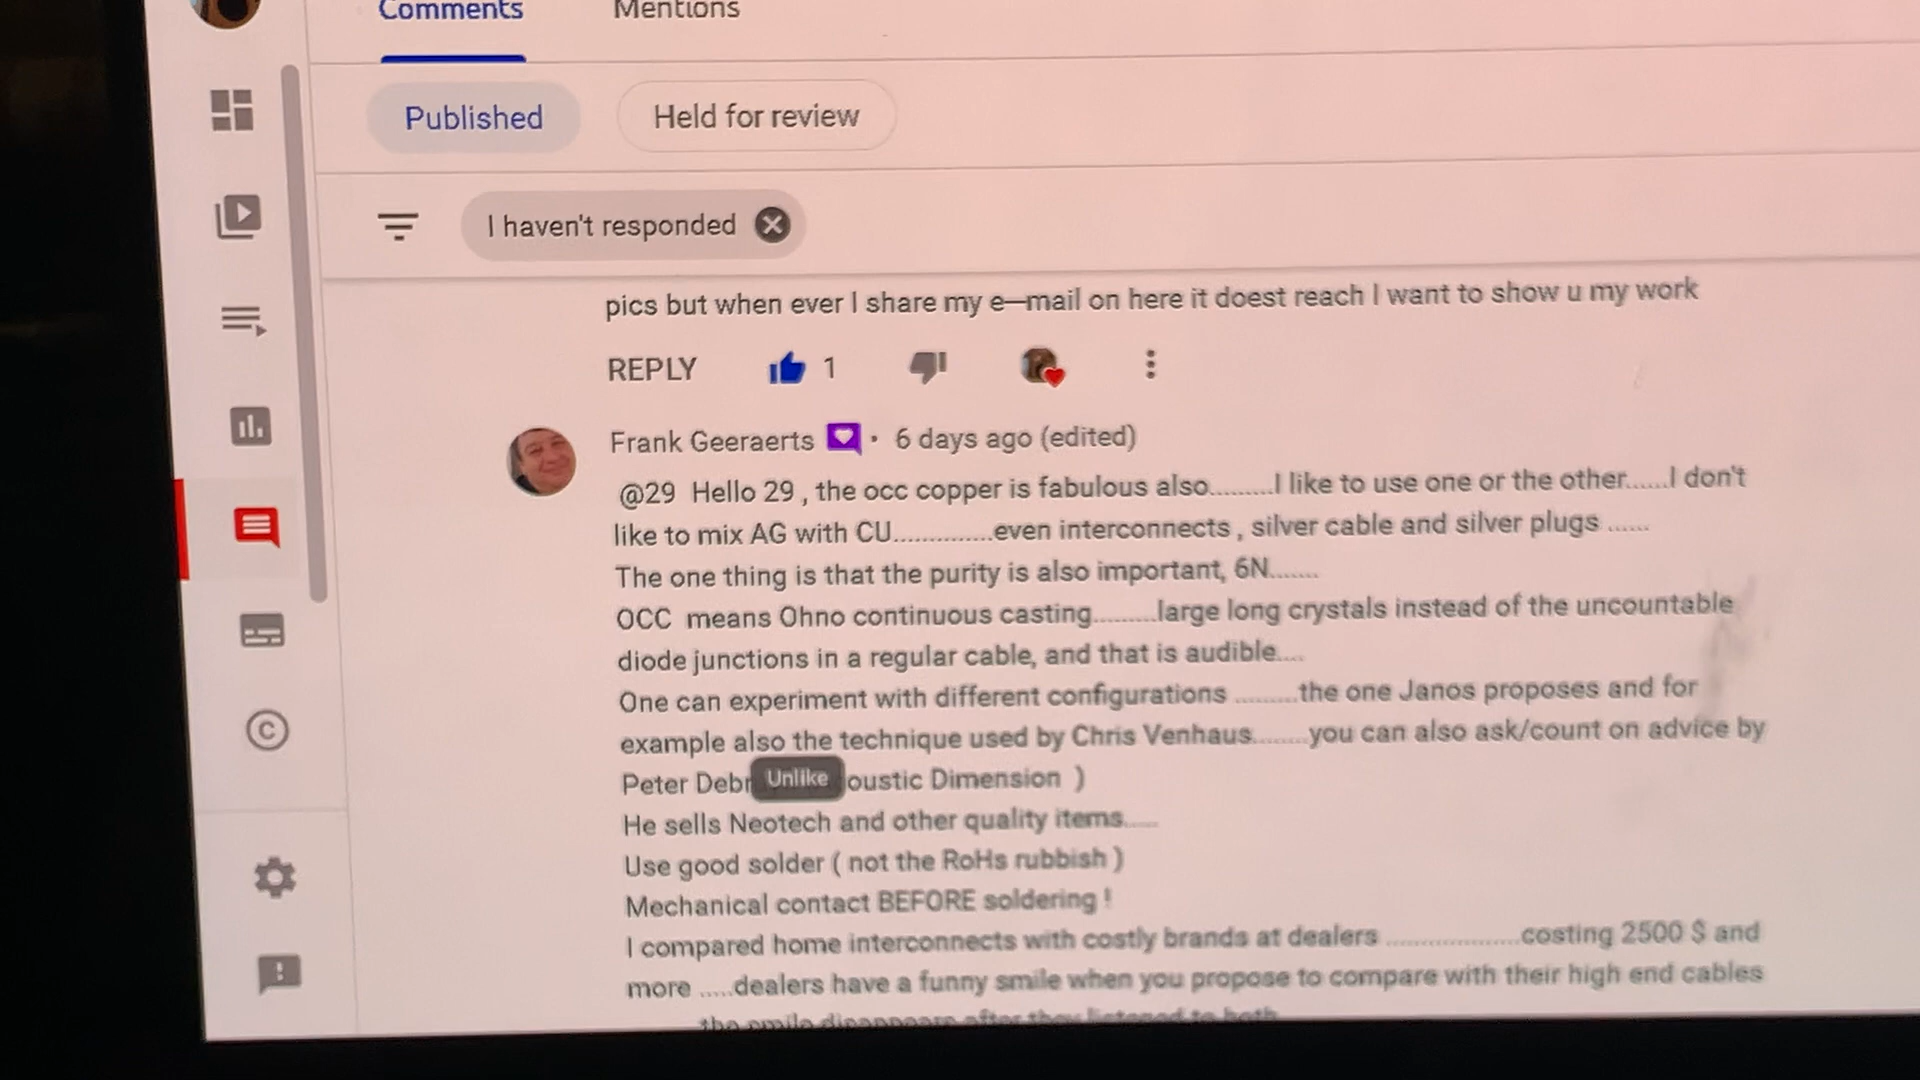 Comments Mentions
Published Held for review
I haven't responded
pics but when ever I share my e—mail on here it doest reach I want to show u my work
REPLY 1
Frank Geeraerts · 6 days ago (edited)
@29 Hello 29 , the occ copper is fabulous also.........I like to use one or the other......I don't
like to mix AG with CU..............even interconnects , silver cable and silver plugs ......
The one thing is that the purity is also important, 6N.......
OCC means Ohno continuous casting.........large long crystals instead of the uncountable
diode junctions in a regular cable, and that is audible....
One can experiment with different configurations .........the one Janos proposes and for
example also the technique used by Chris Venhaus........you can also ask/count on advice by
Peter Debr Unlike oustic Dimension )
He sells Neotech and other quality items......
Use good solder ( not the RoHs rubbish )
Mechanical contact BEFORE soldering !
I compared home interconnects with costly brands at dealers ...................costing 2500 $ and
more .....dealers have a funny smile when you propose to compare with their high end cables
the smile disappears after they listened to both